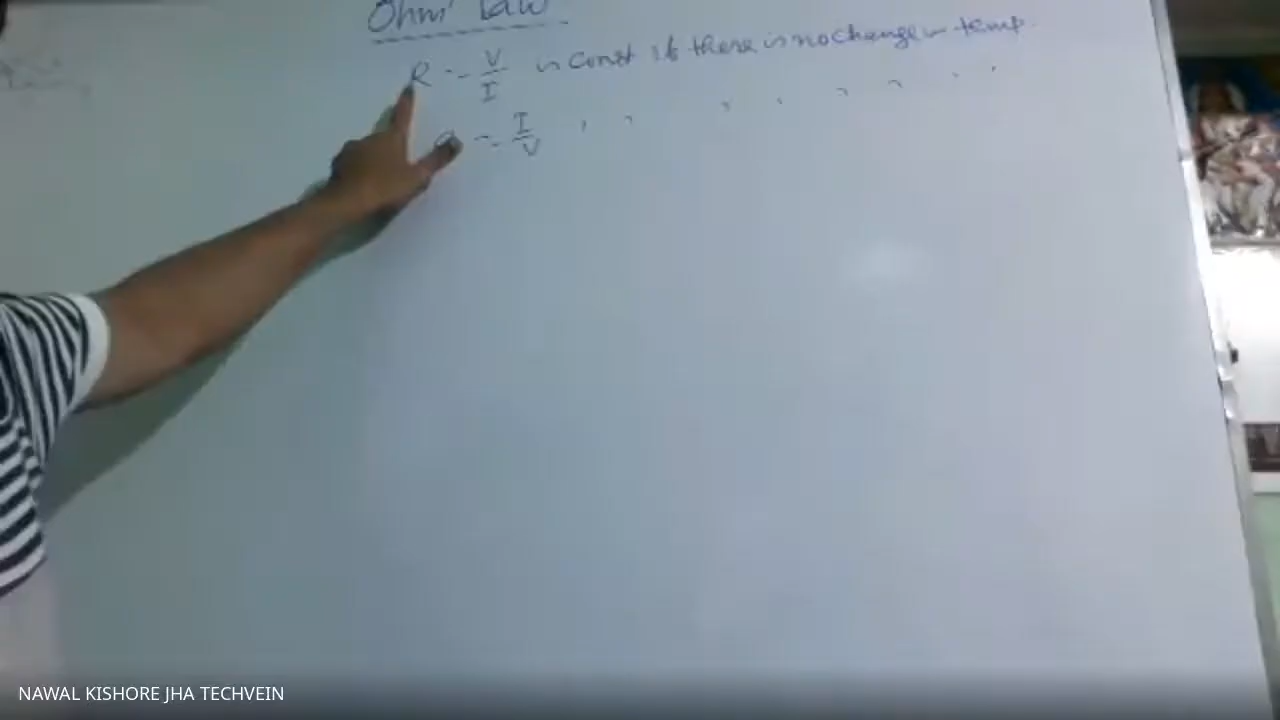 Ohm' Law
R = V/I is const if there is no change in temp.
G = I/V " " " " " " " "
NAWAL KISHORE JHA TECHVEIN